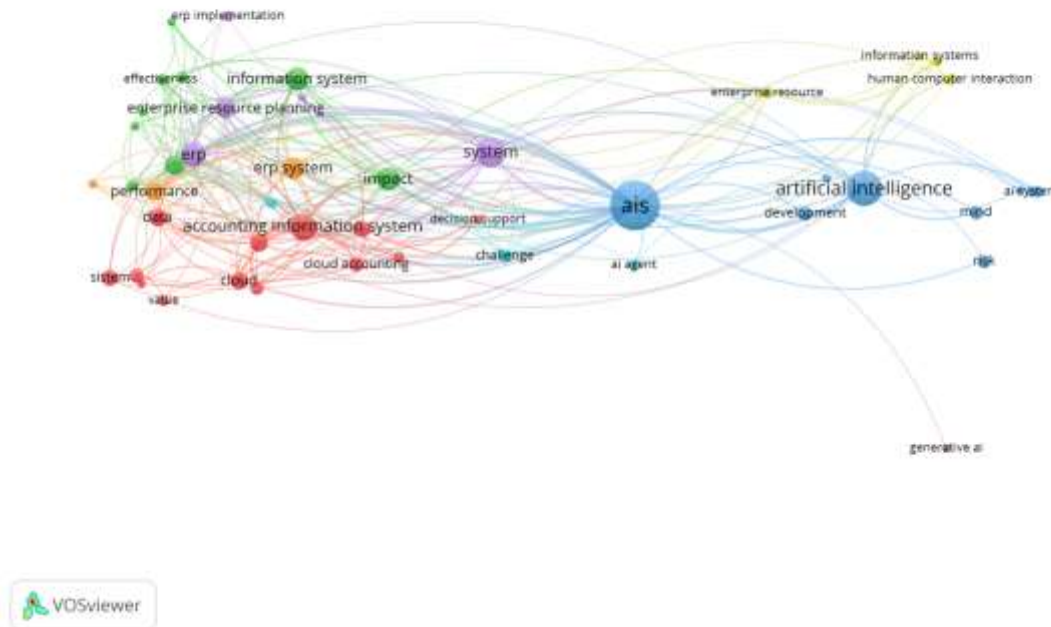 erp implementation
information systems
effectiveness
information system
human computer interaction
enterprise resource
enterprise resource planning
erp
system
erp system
impact
artificial intelligence
performance
ai system
ais
development
mind
data
accounting information system
decision support
challenge
cloud accounting
ai agent
risk
sistem
cloud
value
generative ai
VOSviewer